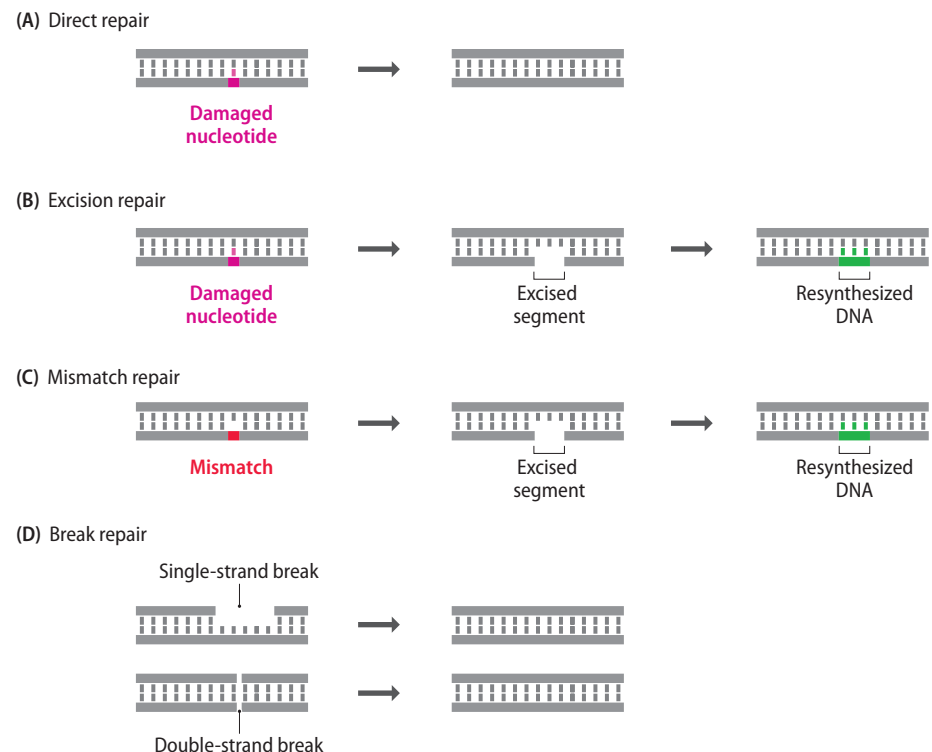 (A) Direct repair
Damaged
nucleotide
(B) Excision repair
Damaged
nucleotide
Excised
segment
Resynthesized
DNA
(C) Mismatch repair
Mismatch
Excised
segment
Resynthesized
DNA
(D) Break repair
Single-strand break
Double-strand break